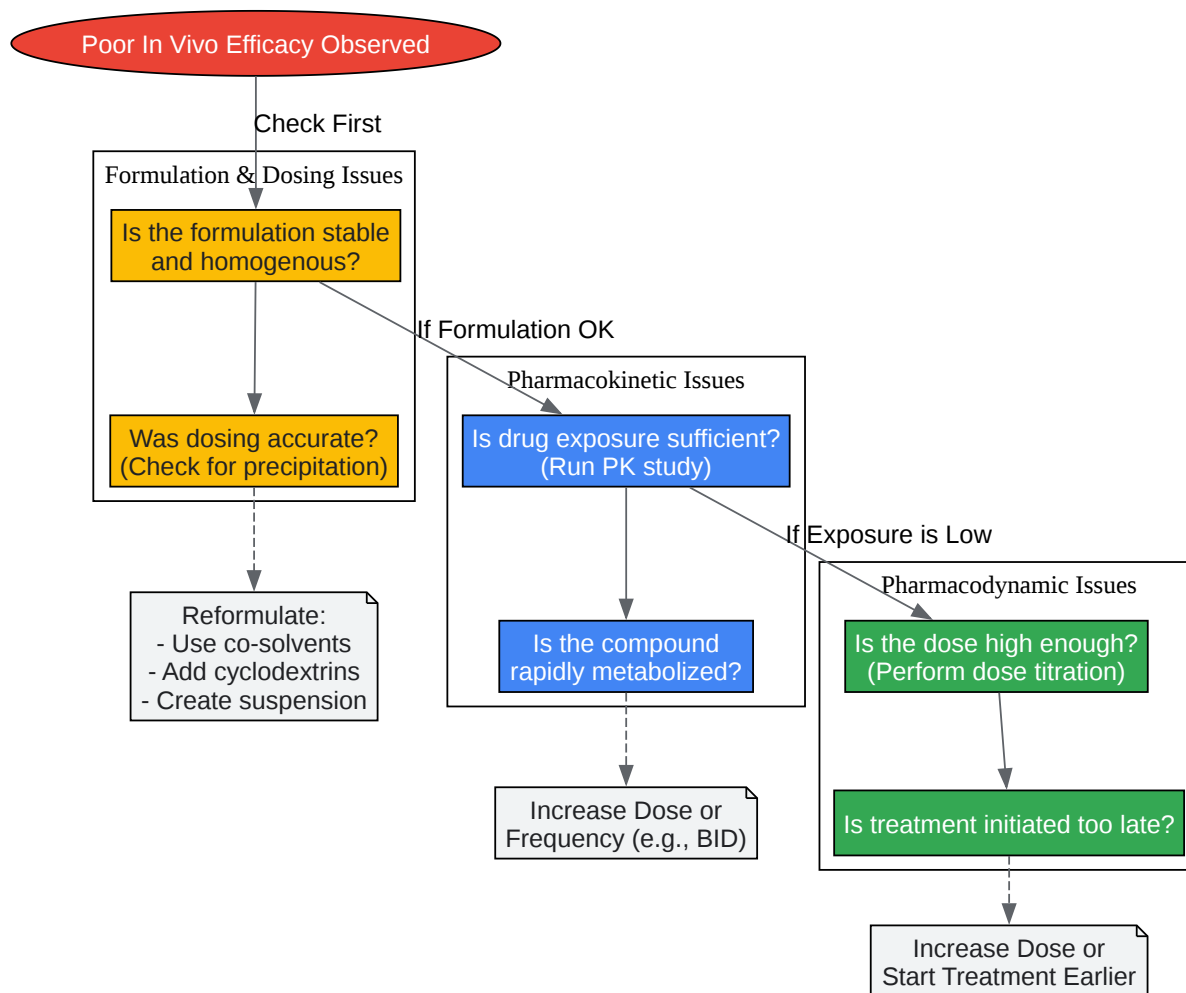 Poor In Vivo Efficacy Observed
Check First
Formulation & Dosing Issues
Is the formulation stable
and homogenous?
If Formulation OK
Pharmacokinetic Issues
Was dosing accurate?
(Check for precipitation)
Is drug exposure sufficient?
(Run PK study)
If Exposure is Low
Pharmacodynamic Issues
Reformulate:
- Use co-solvents
- Add cyclodextrins
- Create suspension
Is the compound
rapidly metabolized?
Is the dose high enough?
(Perform dose titration)
Increase Dose or
Frequency (e.g., BID)
Is treatment initiated too late?
Increase Dose or
Start Treatment Earlier